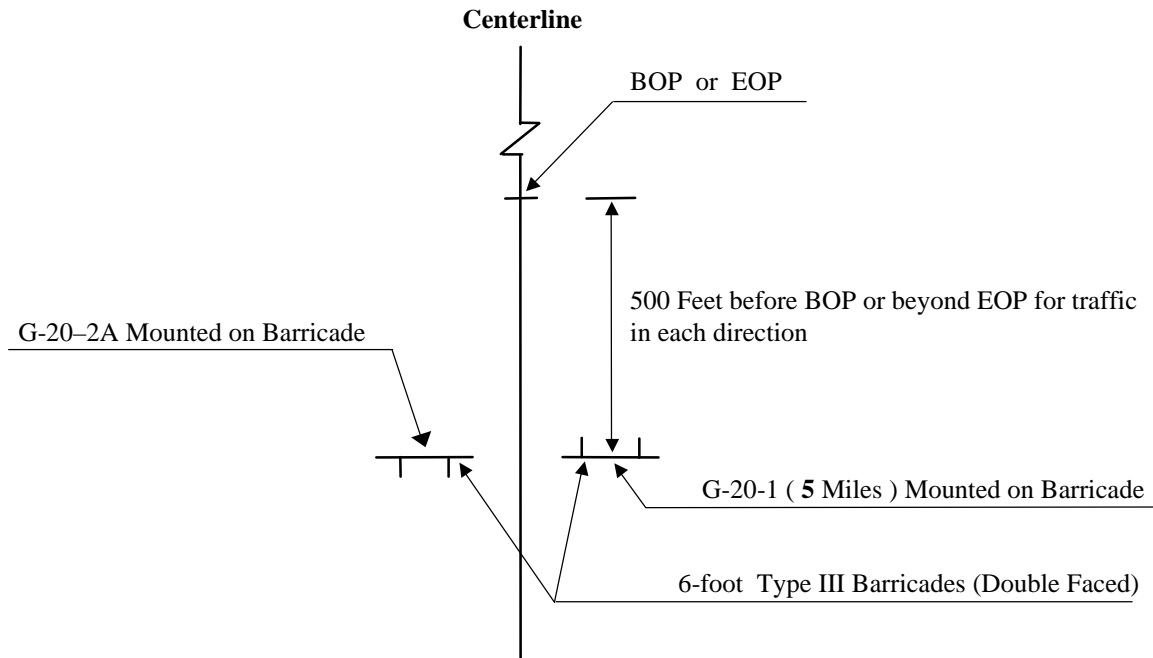 Centerline
BOP or EOP
500 Feet before BOP or beyond EOP for traffic
in each direction
G-20–2A Mounted on Barricade
G-20-1 ( 5 Miles ) Mounted on Barricade
6-foot Type III Barricades (Double Faced)